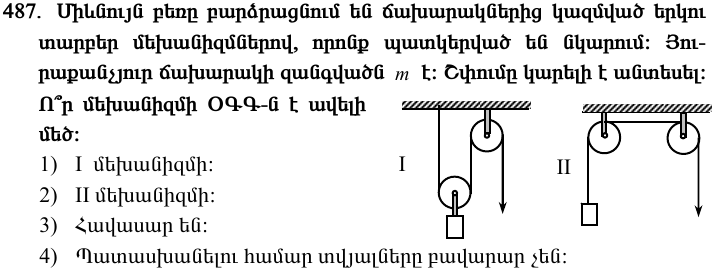 487. Միևնույն բեռը բարձրացնում են ճախարակներից կազմված երկու
տարբեր մեխանիզմներով, որոնք պատկերված են նկարում: Յու-
րաքանչյուր ճախարակի զանգվածն m է: Շփումը կարելի է անտեսել:
Ո՞ր մեխանիզմի ՕԳԳ-ն է ավելի
մեծ:
1) I մեխանիզմի:
2) II մեխանիզմի:
3) Հավասար են:
4) Պատասխանելու համար տվյալները բավարար չեն:
I
II